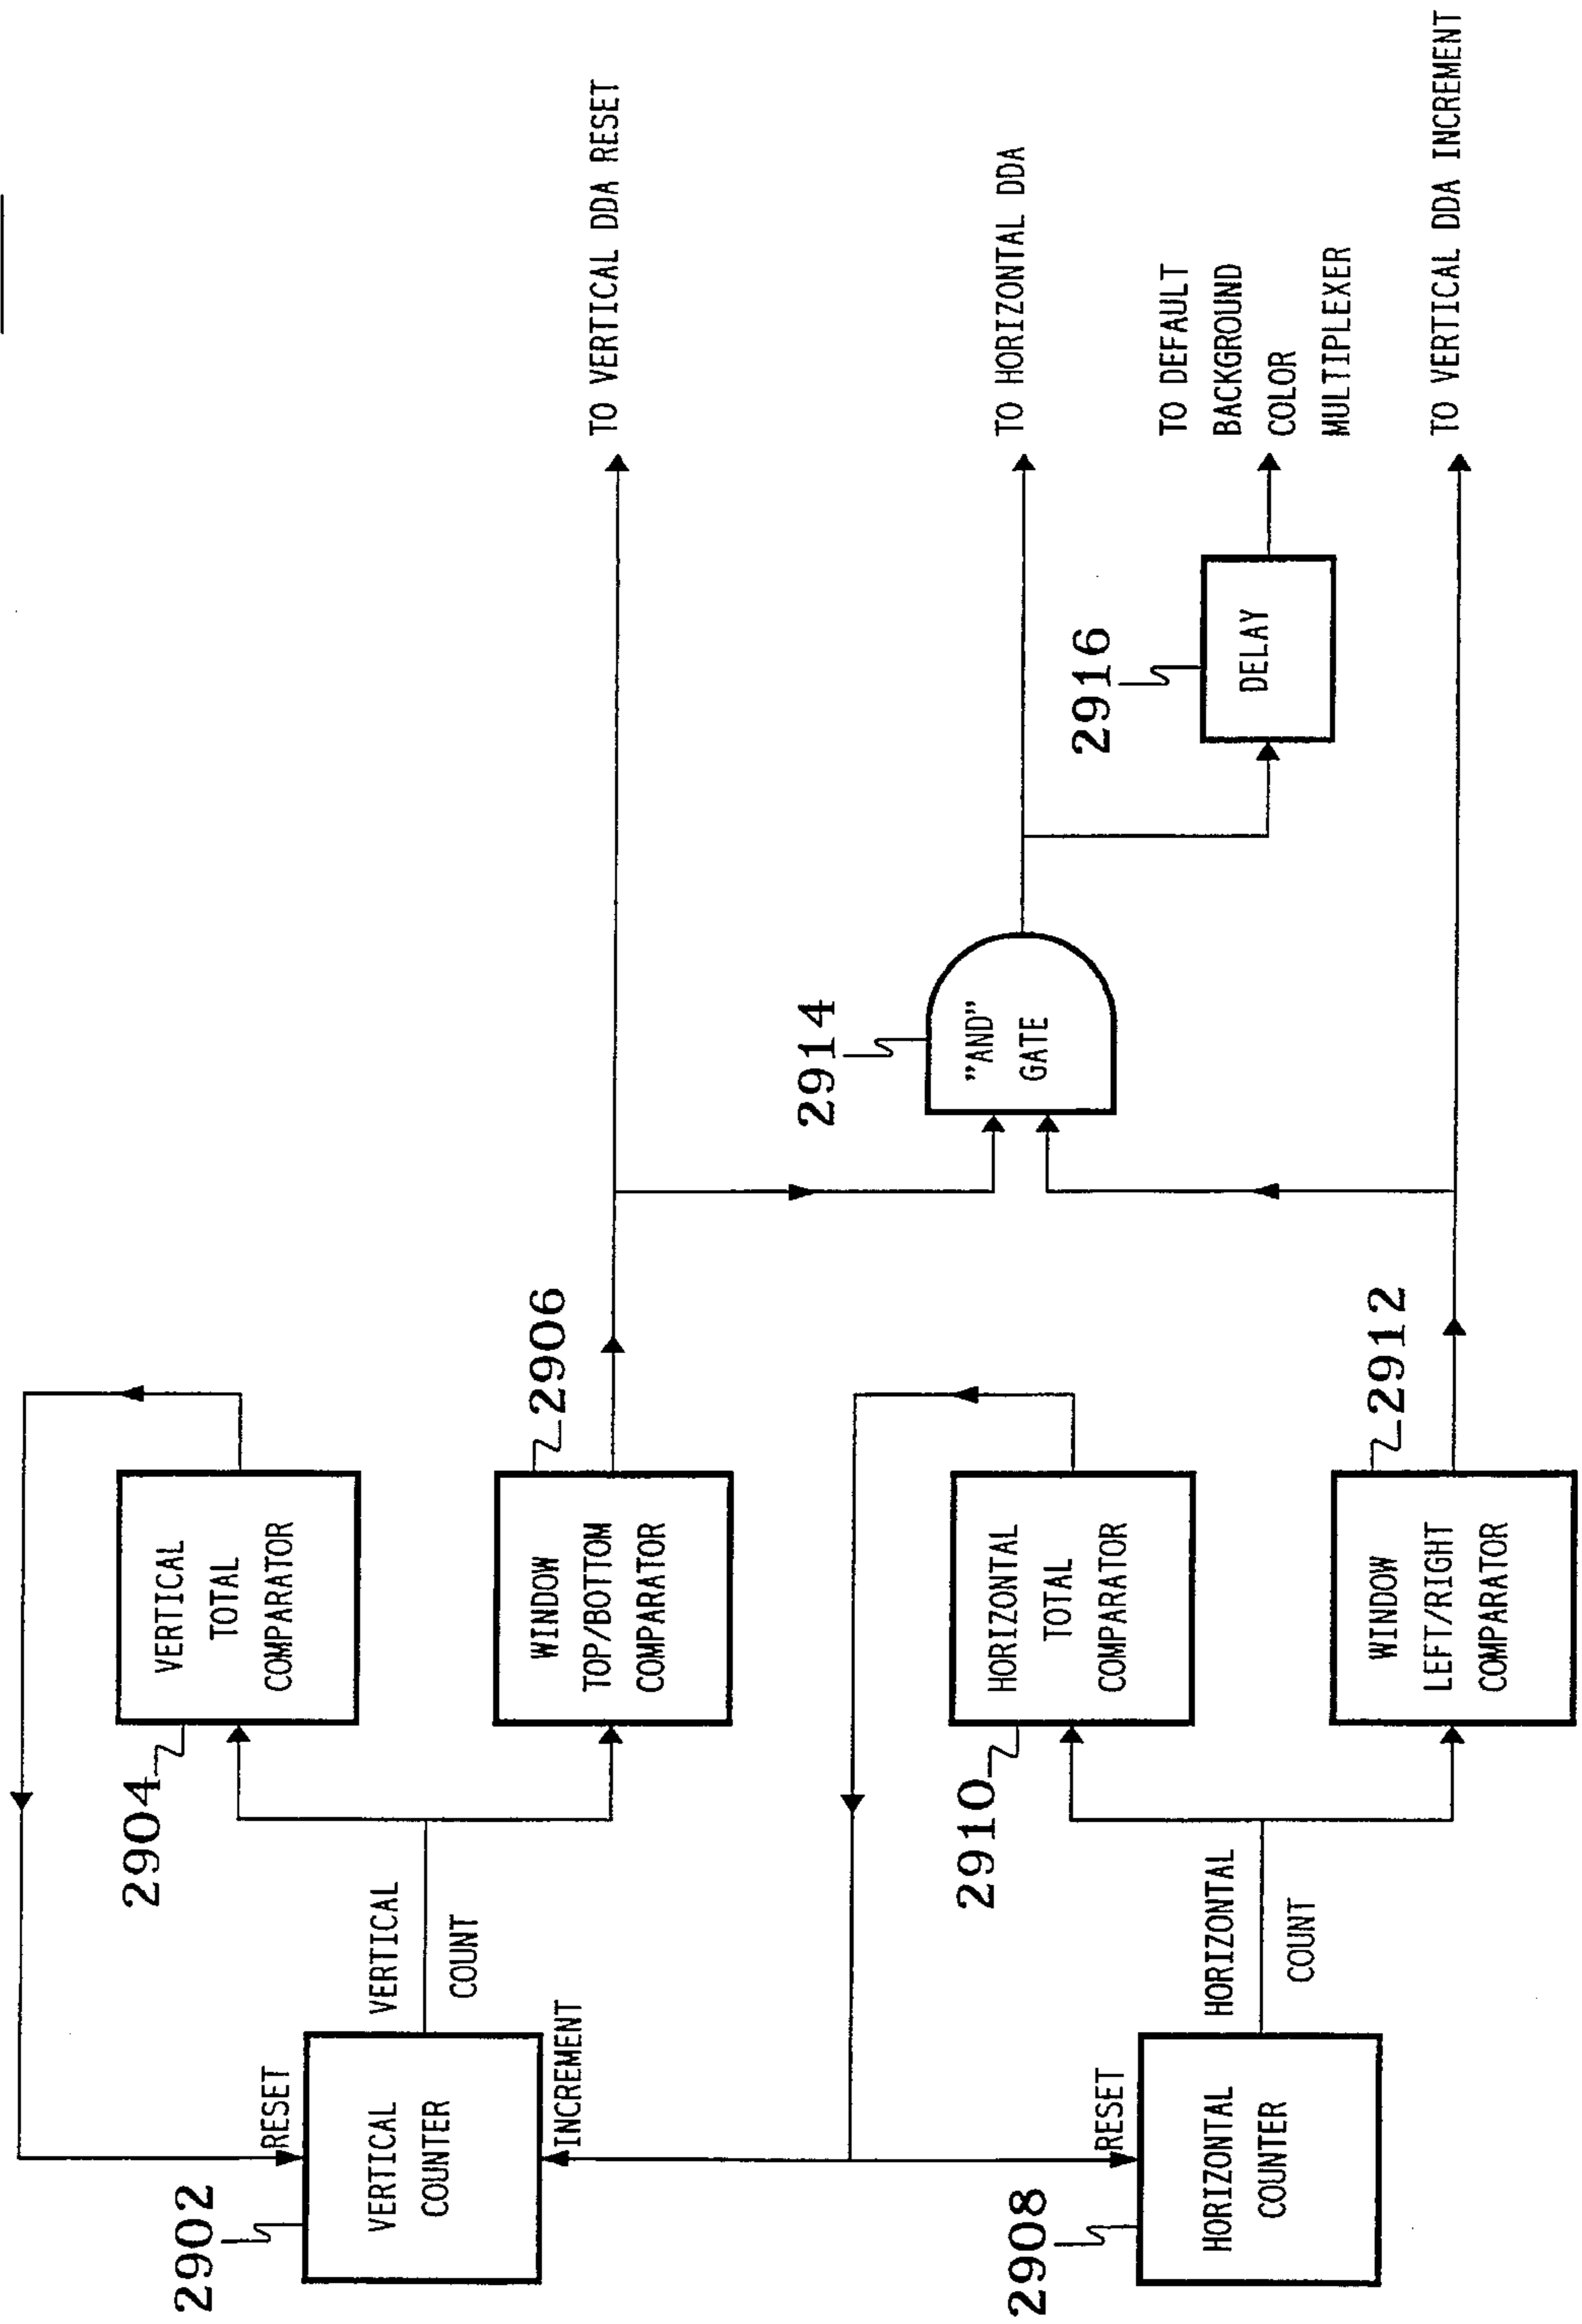 2902
VERTICAL
COUNTER
RESET
INCREMENT
VERTICAL
COUNT
2904
VERTICAL
TOTAL
COMPARATOR
WINDOW
TOP/BOTTOM
COMPARATOR
2906
TO VERTICAL DDA RESET
2908
HORIZONTAL
COUNTER
RESET
HORIZONTAL
COUNT
2910
HORIZONTAL
TOTAL
COMPARATOR
WINDOW
LEFT/RIGHT
COMPARATOR
2912
2914
"AND"
GATE
TO HORIZONTAL DDA
2916
DELAY
TO DEFAULT
BACKGROUND
COLOR
MULTIPLEXER
TO VERTICAL DDA INCREMENT